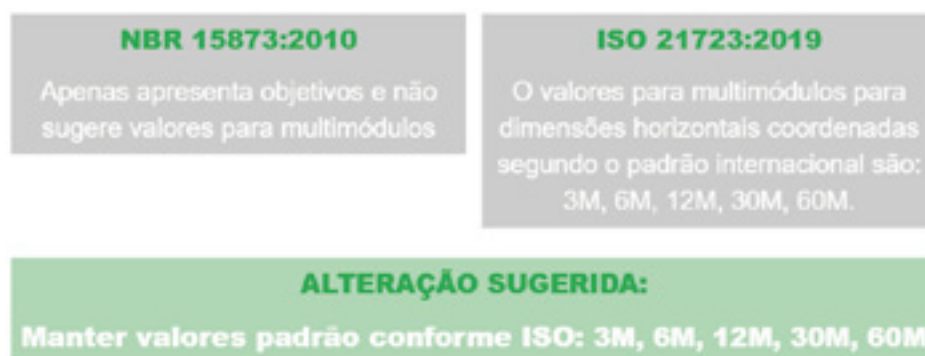 NBR 15873:2010
Apenas apresenta objetivos e não
sugere valores para multimódulos
ISO 21723:2019
O valores para multimódulos para
dimensões horizontais coordenadas
segundo o padrão internacional são:
3M, 6M, 12M, 30M, 60M.
ALTERAÇÃO SUGERIDA:
Manter valores padrão conforme ISO: 3M, 6M, 12M, 30M, 60M